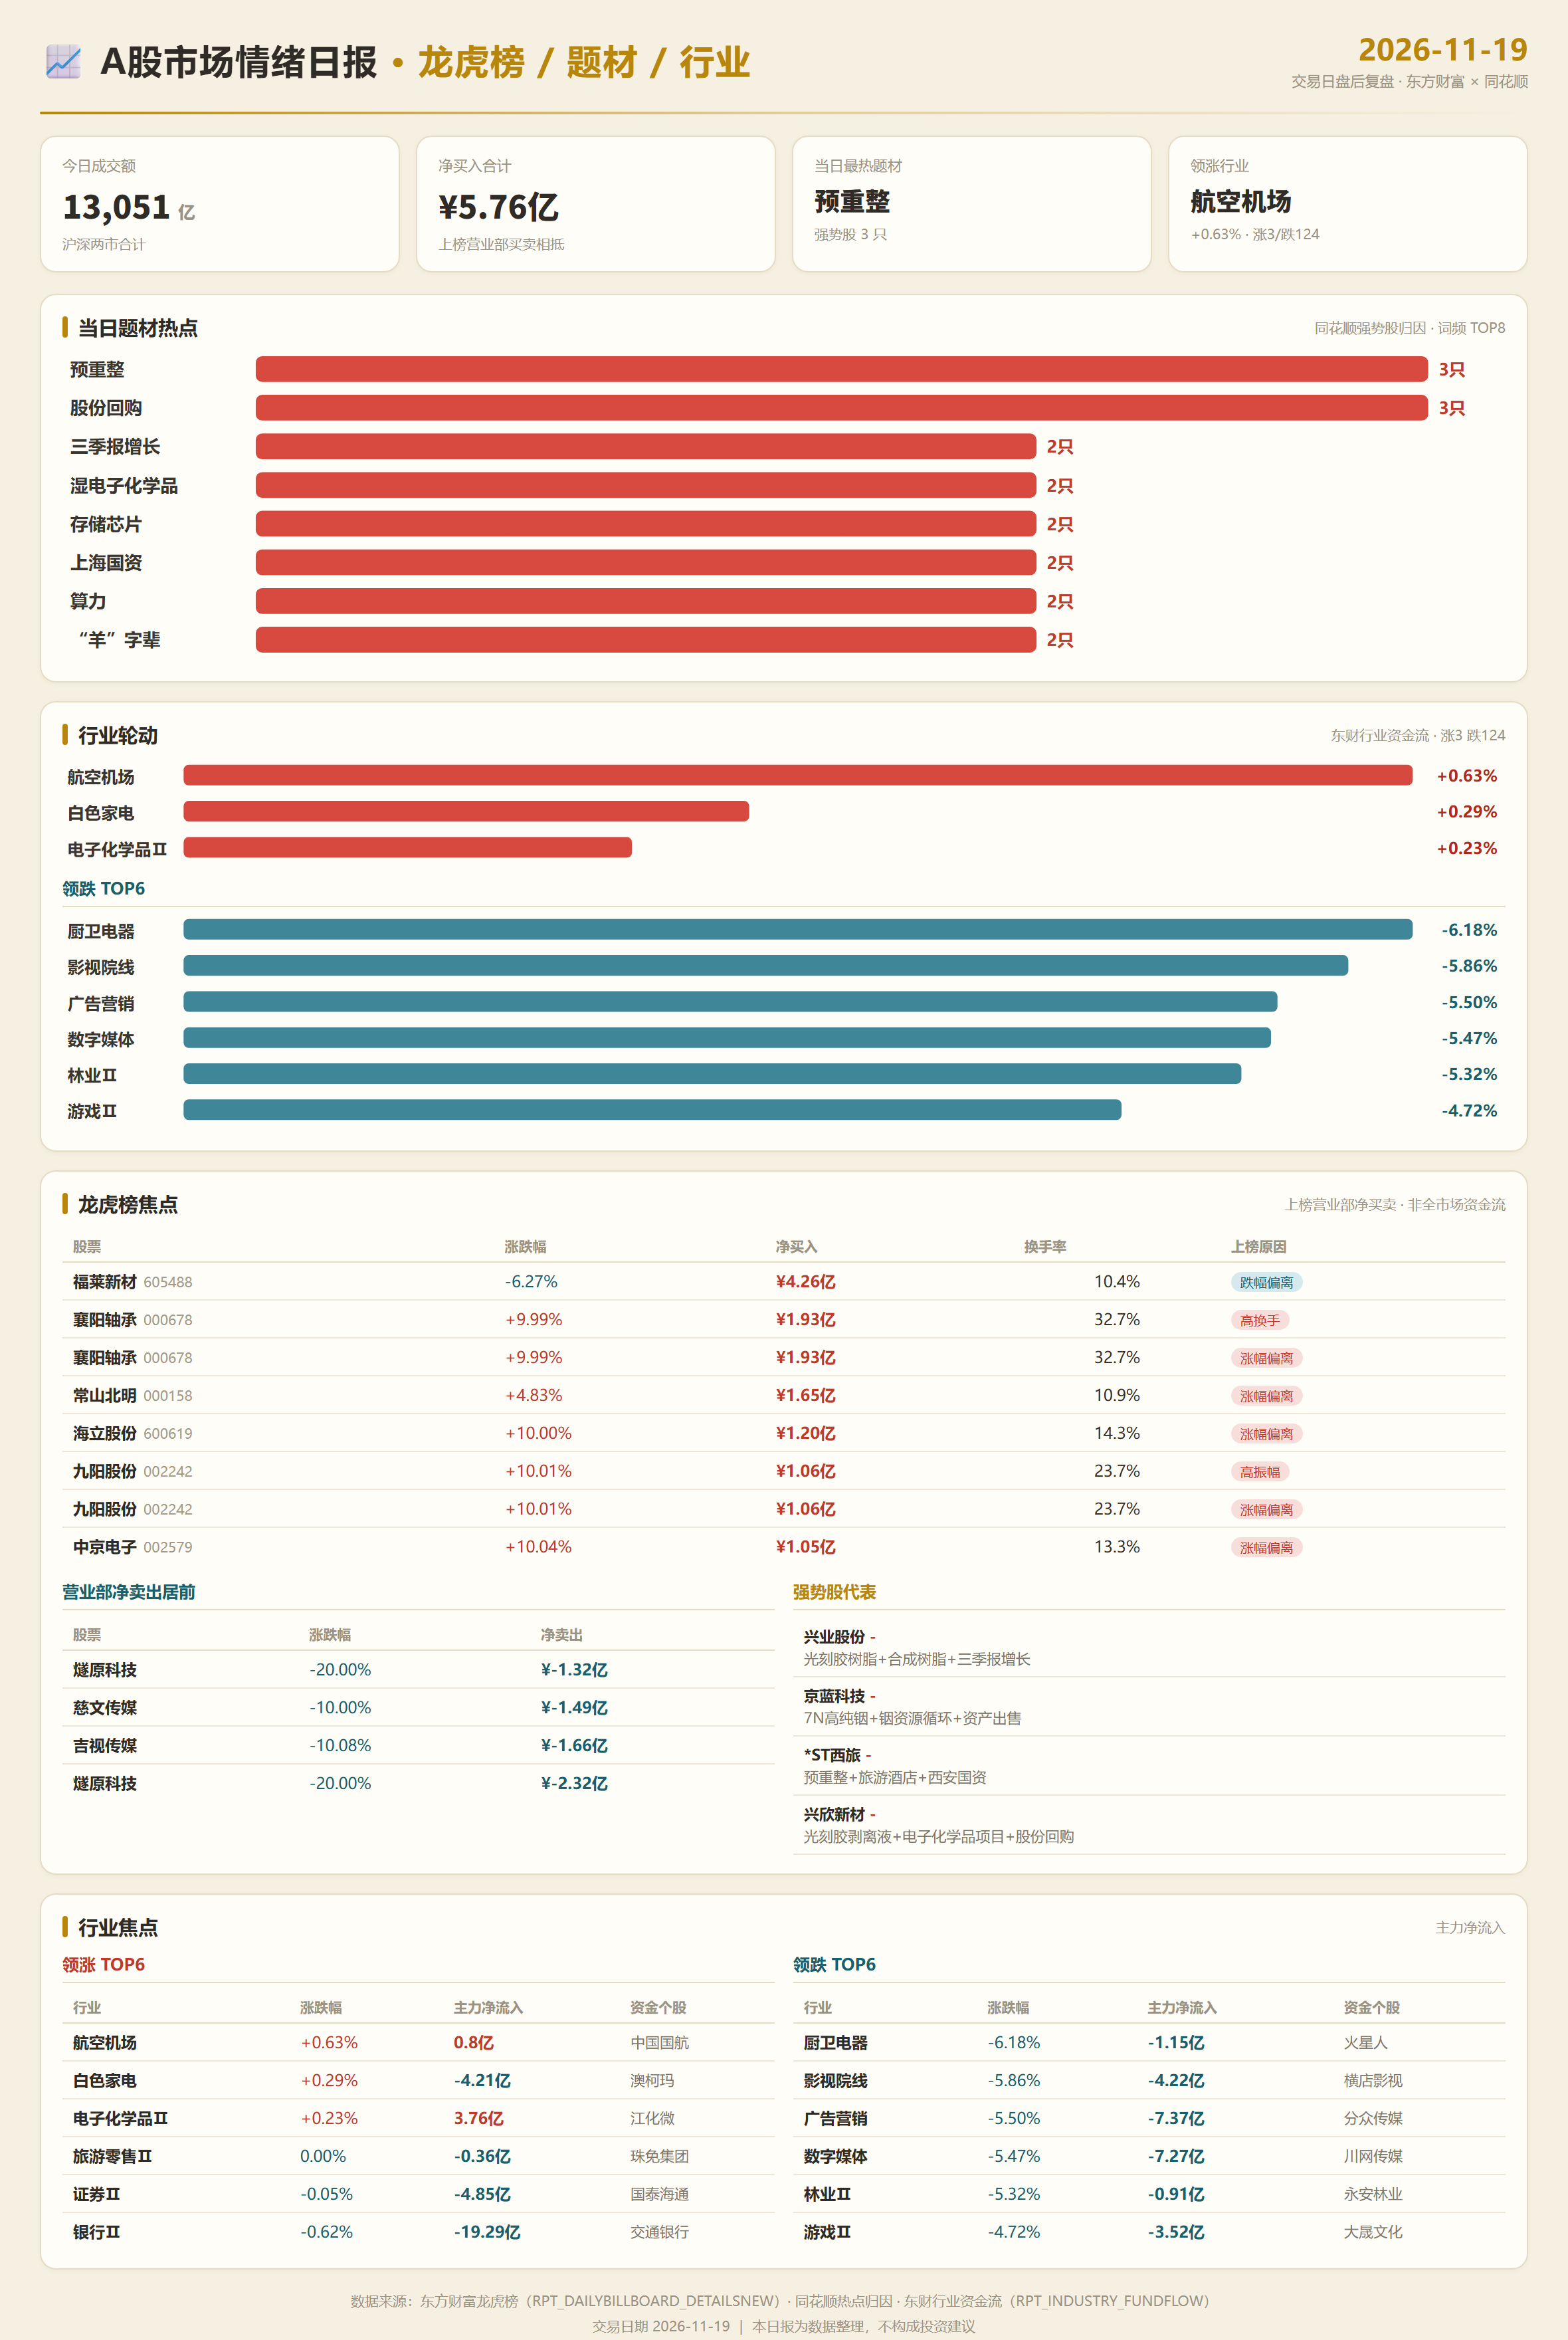 A股市场情绪日报 · 龙虎榜 / 题材 / 行业
2026-11-19
交易日盘后复盘 · 东方财富 × 同花顺
今日成交额
13,051 亿
沪深两市合计
净买入合计
¥5.76亿
上榜营业部买卖相抵
当日最热题材
预重整
强势股 3 只
领涨行业
航空机场
+0.63% · 涨3/跌124
当日题材热点
同花顺强势股归因 · 词频 TOP8
预重整 3只
股份回购 3只
三季报增长 2只
湿电子化学品 2只
存储芯片 2只
上海国资 2只
算力 2只
“羊”字辈 2只
行业轮动
东财行业资金流 · 涨3 跌124
航空机场 +0.63%
白色家电 +0.29%
电子化学品Ⅱ +0.23%
领跌 TOP6
厨卫电器 -6.18%
影视院线 -5.86%
广告营销 -5.50%
数字媒体 -5.47%
林业Ⅱ -5.32%
游戏Ⅱ -4.72%
龙虎榜焦点
上榜营业部净买卖 · 非全市场资金流
股票 涨跌幅 净买入 换手率 上榜原因
福莱新材 605488 -6.27% ¥4.26亿 10.4% 跌幅偏离
襄阳轴承 000678 +9.99% ¥1.93亿 32.7% 高换手
襄阳轴承 000678 +9.99% ¥1.93亿 32.7% 涨幅偏离
常山北明 000158 +4.83% ¥1.65亿 10.9% 涨幅偏离
海立股份 600619 +10.00% ¥1.20亿 14.3% 涨幅偏离
九阳股份 002242 +10.01% ¥1.06亿 23.7% 高振幅
九阳股份 002242 +10.01% ¥1.06亿 23.7% 涨幅偏离
中京电子 002579 +10.04% ¥1.05亿 13.3% 涨幅偏离
营业部净卖出居前
股票 涨跌幅 净卖出
燧原科技 -20.00% ¥-1.32亿
慈文传媒 -10.00% ¥-1.49亿
吉视传媒 -10.08% ¥-1.66亿
燧原科技 -20.00% ¥-2.32亿
强势股代表
兴业股份 -
光刻胶树脂+合成树脂+三季报增长
京蓝科技 -
7N高纯铟+铟资源循环+资产出售
*ST西旅 -
预重整+旅游酒店+西安国资
兴欣新材 -
光刻胶剥离液+电子化学品项目+股份回购
行业焦点
主力净流入
领涨 TOP6
行业 涨跌幅 主力净流入 资金个股
航空机场 +0.63% 0.8亿 中国国航
白色家电 +0.29% -4.21亿 澳柯玛
电子化学品Ⅱ +0.23% 3.76亿 江化微
旅游零售Ⅱ 0.00% -0.36亿 珠免集团
证券Ⅱ -0.05% -4.85亿 国泰海通
银行Ⅱ -0.62% -19.29亿 交通银行
领跌 TOP6
行业 涨跌幅 主力净流入 资金个股
厨卫电器 -6.18% -1.15亿 火星人
影视院线 -5.86% -4.22亿 横店影视
广告营销 -5.50% -7.37亿 分众传媒
数字媒体 -5.47% -7.27亿 川网传媒
林业Ⅱ -5.32% -0.91亿 永安林业
游戏Ⅱ -4.72% -3.52亿 大晟文化
数据来源：东方财富龙虎榜（RPT_DAILYBILLBOARD_DETAILSNEW）· 同花顺热点归因 · 东财行业资金流（RPT_INDUSTRY_FUNDFLOW）
交易日期 2026-11-19 ｜ 本日报为数据整理，不构成投资建议